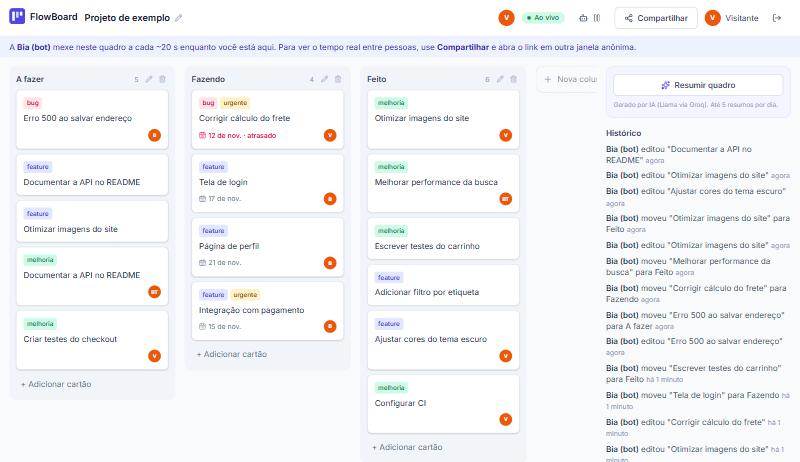 FlowBoard
Projeto de exemplo
V
Ao vivo
Compartilhar
V
Visitante
A Bia (bot) mexe neste quadro a cada ~20 s enquanto você está aqui. Para ver o tempo real entre pessoas, use Compartilhar e abra o link em outra janela anônima.
A fazer
5
bug
Erro 500 ao salvar endereço
B
feature
Documentar a API no README
feature
Otimizar imagens do site
melhoria
Documentar a API no README
BT
melhoria
Criar testes do checkout
V
+ Adicionar cartão
Fazendo
4
bug urgente
Corrigir cálculo do frete
12 de nov. · atrasado
V
feature
Tela de login
17 de nov.
B
feature
Página de perfil
21 de nov.
B
feature urgente
Integração com pagamento
15 de nov.
B
+ Adicionar cartão
Feito
6
melhoria
Otimizar imagens do site
V
melhoria
Melhorar performance da busca
BT
melhoria
Escrever testes do carrinho
feature
Adicionar filtro por etiqueta
feature
Ajustar cores do tema escuro
V
melhoria
Configurar CI
V
+ Adicionar cartão
+ Nova
Resumir quadro
Gerado por IA (Llama via Groq). Até 5 resumos por dia.
Histórico
Bia (bot) editou "Documentar a API no
README" agora
Bia (bot) editou "Otimizar imagens do site" agora
Bia (bot) editou "Ajustar cores do tema escuro"
agora
Bia (bot) moveu "Otimizar imagens do site" para
Feito agora
Bia (bot) editou "Otimizar imagens do site" agora
Bia (bot) moveu "Melhorar performance da
busca" para Feito agora
Bia (bot) moveu "Corrigir cálculo do frete" para
Fazendo agora
Bia (bot) moveu "Erro 500 ao salvar endereço"
para A fazer agora
Bia (bot) editou "Erro 500 ao salvar endereço"
agora
Bia (bot) moveu "Escrever testes do carrinho"
para Feito há 1 minuto
Bia (bot) moveu "Tela de login" para Fazendo há
1 minuto
Bia (bot) editou "Corrigir cálculo do frete" há 1
minuto
Bia (bot) editou "Otimizar imagens do site" há 1
minuto